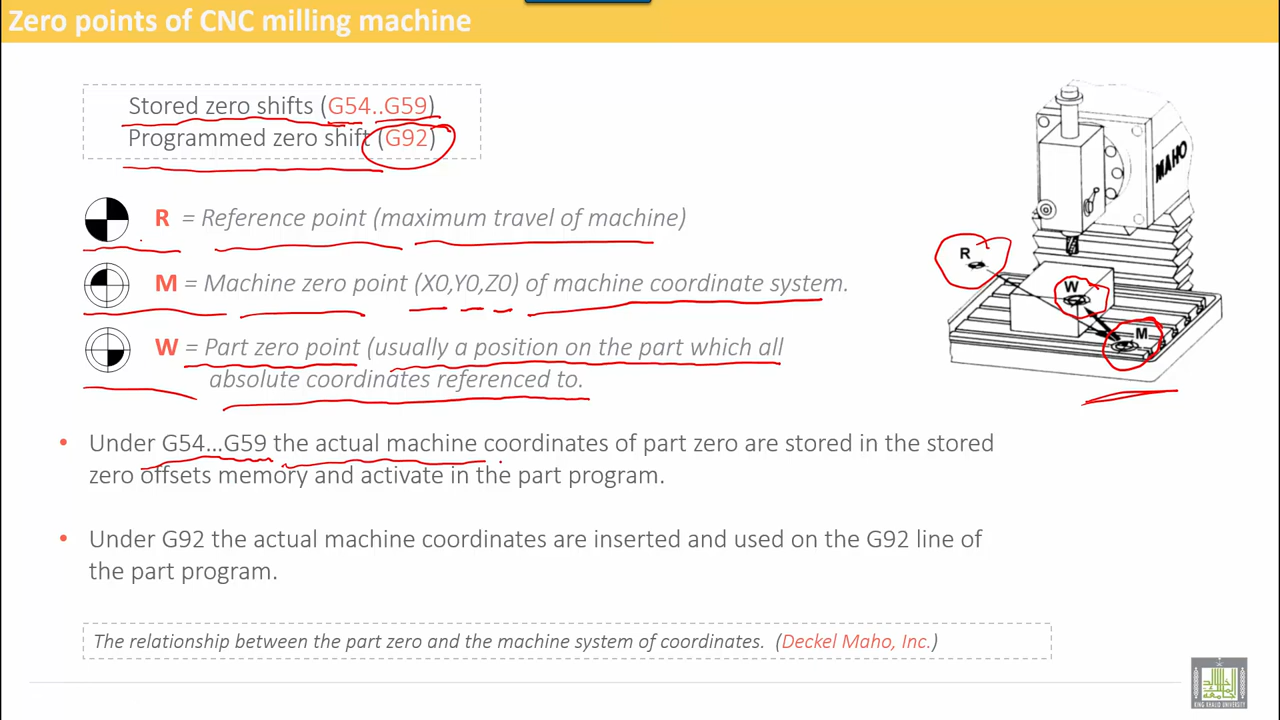 Zero points of CNC milling machine
Stored zero shifts (G54..G59)
Programmed zero shift (G92)
R = Reference point (maximum travel of machine)
M = Machine zero point (X0,Y0,Z0) of machine coordinate system.
W = Part zero point (usually a position on the part which all
absolute coordinates referenced to.
MAHO
R
W
M
• Under G54...G59 the actual machine coordinates of part zero are stored in the stored
zero offsets memory and activate in the part program.
• Under G92 the actual machine coordinates are inserted and used on the G92 line of
the part program.
The relationship between the part zero and the machine system of coordinates. (Deckel Maho, Inc.)
KING KHALID UNIVERSITY